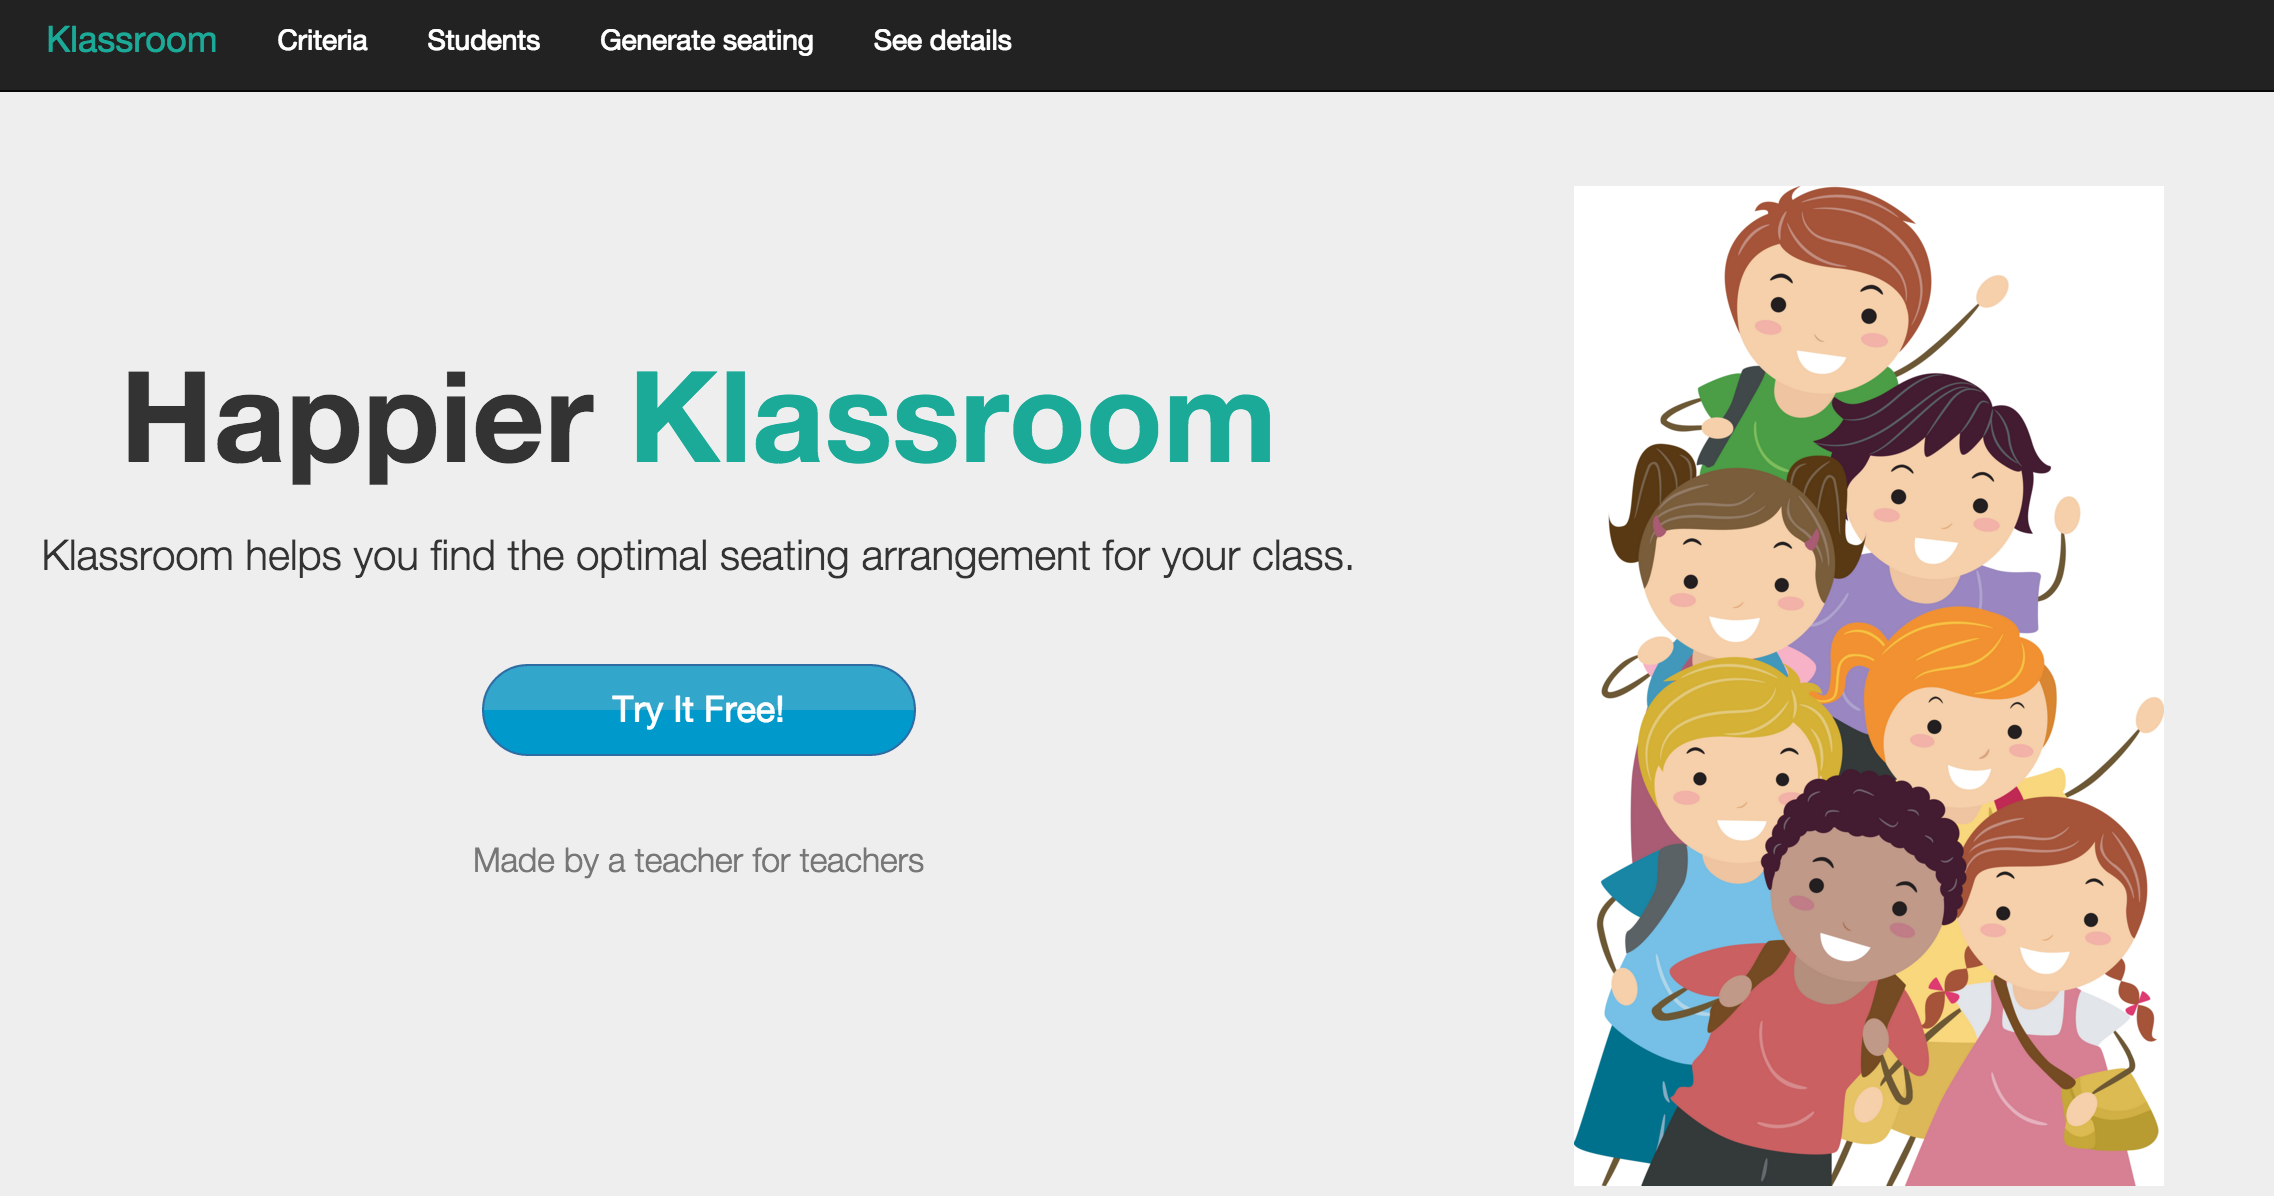 Klassroom Criteria Students Generate seating See details
Happier Klassroom
Klassroom helps you find the optimal seating arrangement for your class.
Try It Free!
Made by a teacher for teachers